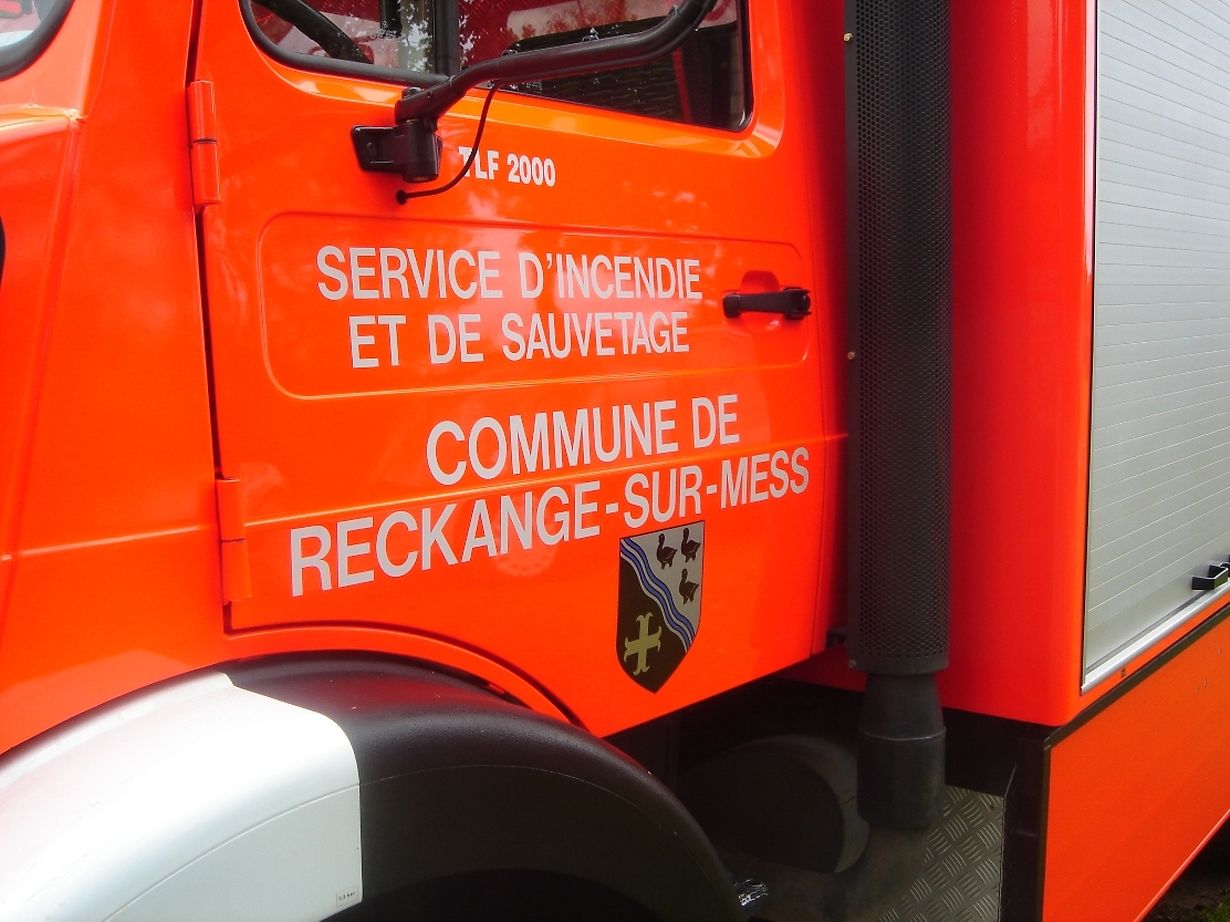 TLF 2000
SERVICE D'INCENDIE
ET DE SAUVETAGE
COMMUNE DE
RECKANGE-SUR-MESS